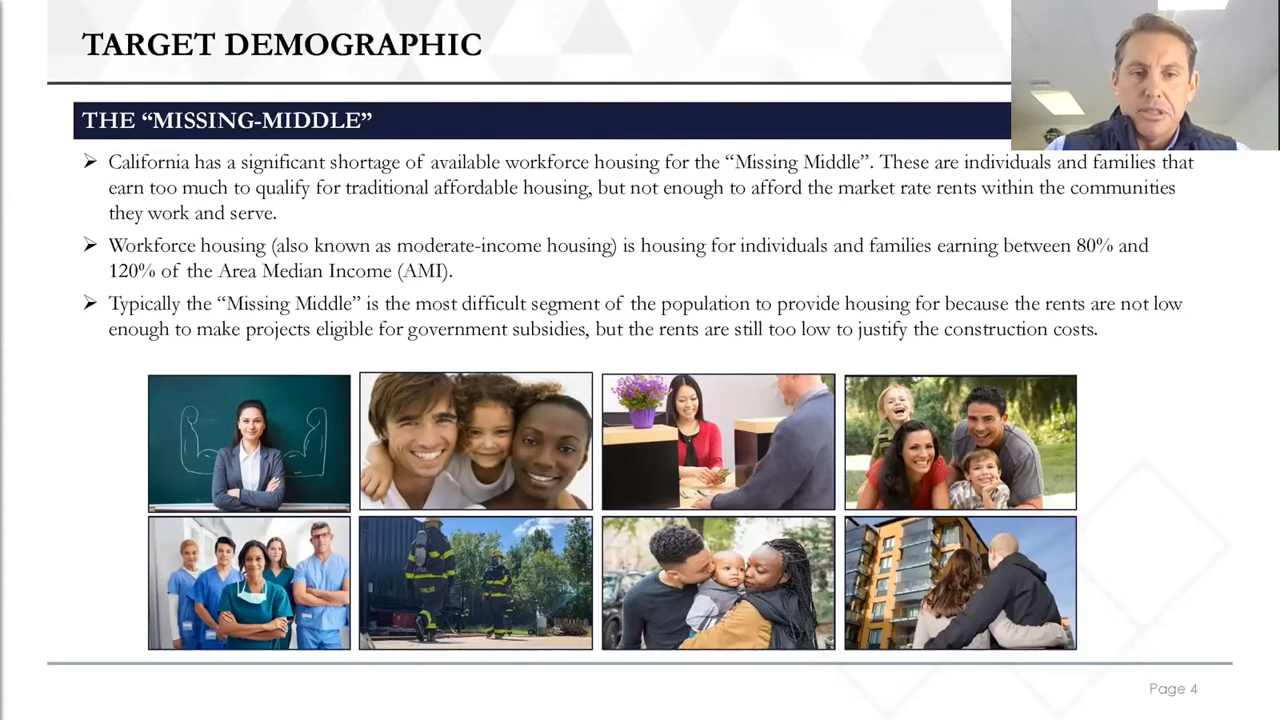 TARGET DEMOGRAPHIC
THE “MISSING-MIDDLE”
California has a significant shortage of available workforce housing for the “Missing Middle”. These are individuals and families that
earn too much to qualify for traditional affordable housing, but not enough to afford the market rate rents within the communities
they work and serve.
Workforce housing (also known as moderate-income housing) is housing for individuals and families earning between 80% and
120% of the Area Median Income (AMI).
Typically the “Missing Middle” is the most difficult segment of the population to provide housing for because the rents are not low
enough to make projects eligible for government subsidies, but the rents are still too low to justify the construction costs.
Page 4